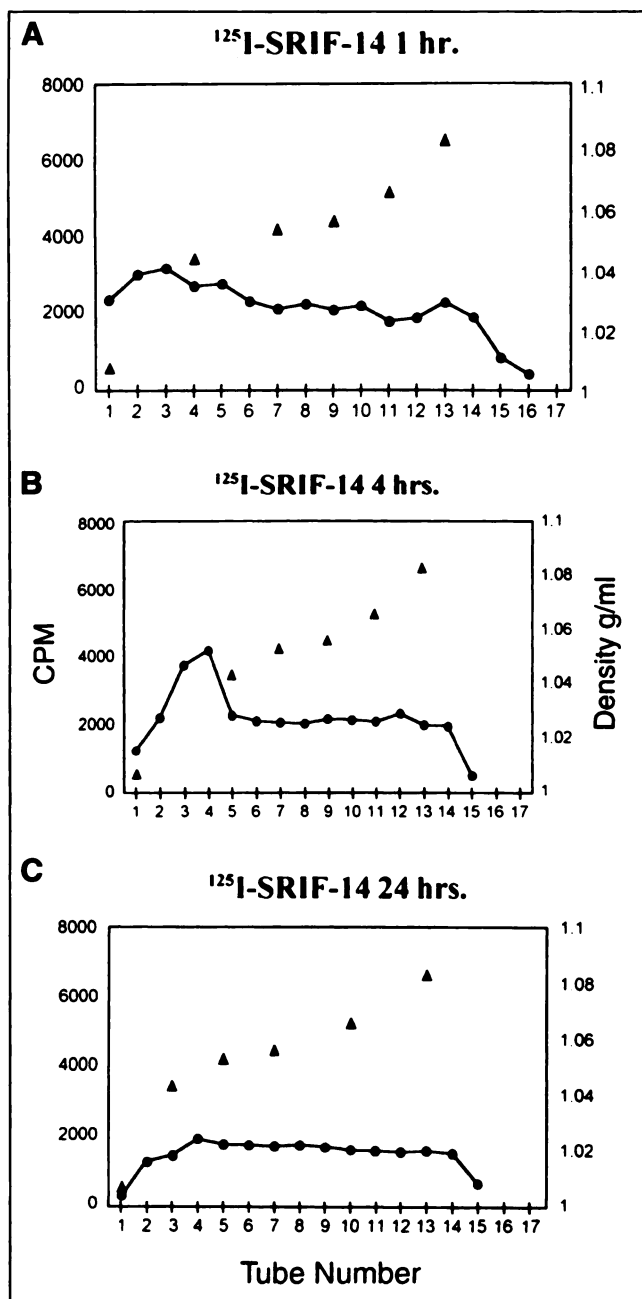 A
¹²⁵I-SRIF-14 1 hr.
8000
6000
4000
2000
0
1.1
1.08
1.06
1.04
1.02
1
1 2 3 4 5 6 7 8 9 10 11 12 13 14 15 16 17
B
¹²⁵I-SRIF-14 4 hrs.
CPM
8000
6000
4000
2000
0
1.1
1.08
1.06
1.04
1.02
1
Density g/ml
1 2 3 4 5 6 7 8 9 10 11 12 13 14 15 16 17
C
¹²⁵I-SRIF-14 24 hrs.
8000
6000
4000
2000
0
1.1
1.08
1.06
1.04
1.02
1
1 2 3 4 5 6 7 8 9 10 11 12 13 14 15 16 17
Tube Number